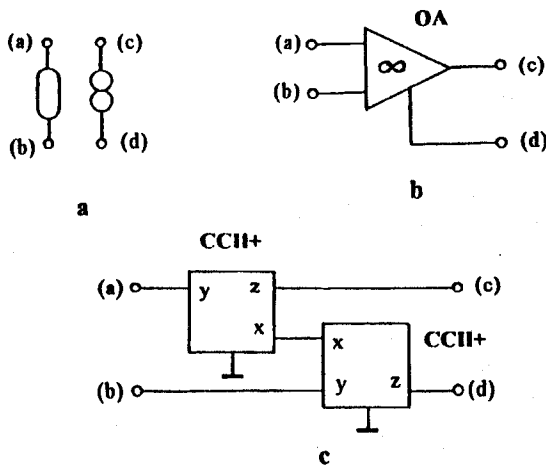 OA
(a) (c)
(b) (d)
a
(a)
(b)
∞
(c)
(d)
b
CCII+
(a) y z (c)
x
x
CCII+
(b) y z (d)
c